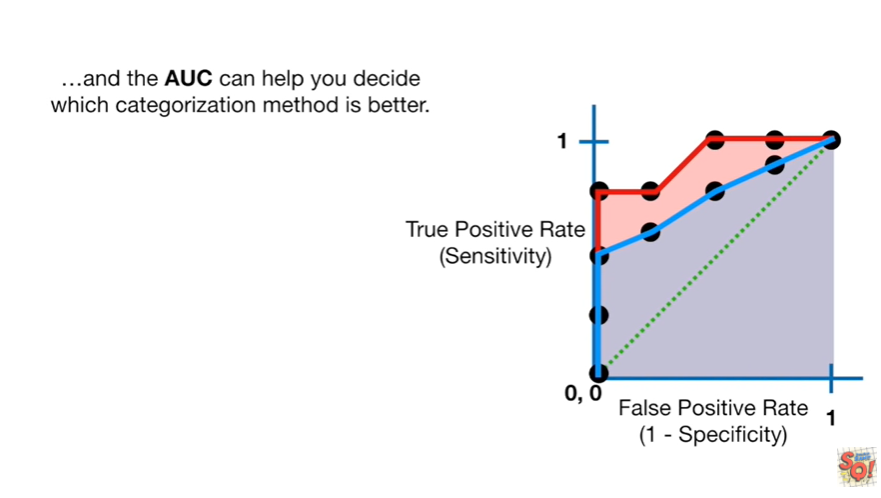 …and the AUC can help you decide
which categorization method is better.
1
True Positive Rate
(Sensitivity)
0, 0
False Positive Rate
(1 - Specificity)
1
SQ!